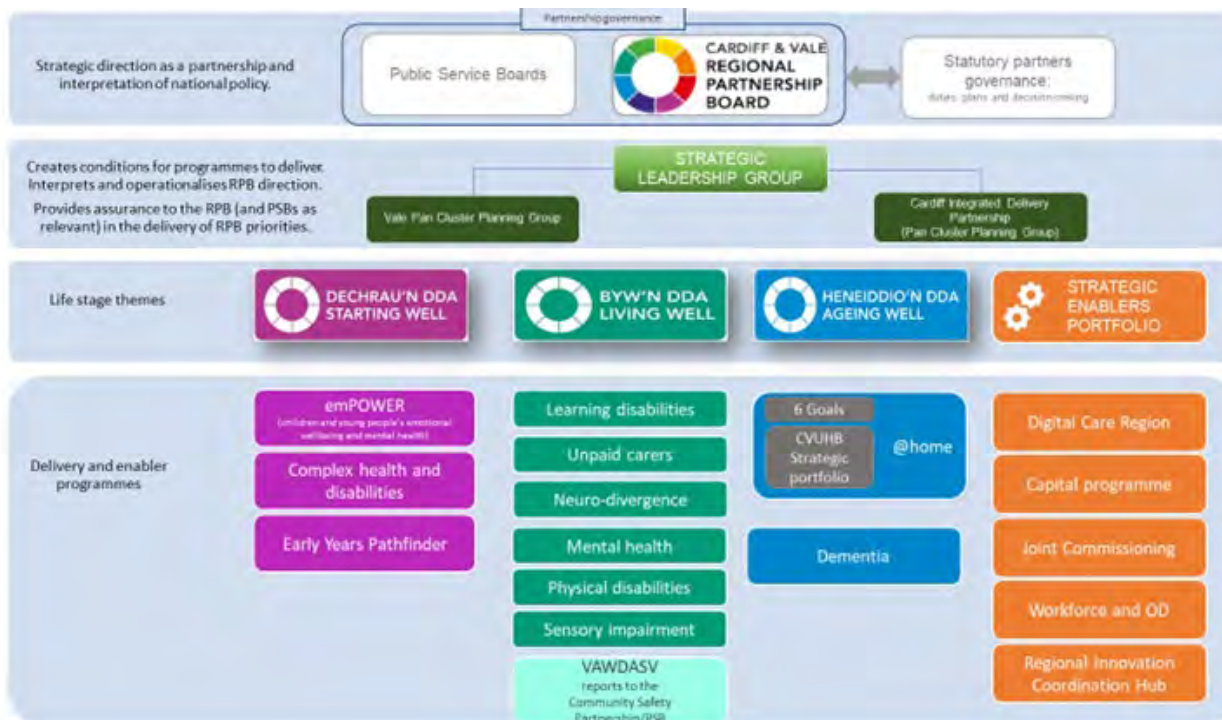 Partnership governance
Strategic direction as a partnership and
interpretation of national policy.
Public Service Boards
CARDIFF & VALE
REGIONAL
PARTNERSHIP
BOARD
Statutory partners
governance:
duties, plans and decision making
Creates conditions for programmes to deliver.
Interprets and operationalises RPB direction.
Provides assurance to the RPB (and PSBs as
relevant) in the delivery of RPB priorities.
STRATEGIC
LEADERSHIP GROUP
Vale Pan Cluster Planning Group
Cardiff Integrated Delivery
Partnership
(Pan Cluster Planning Group)
Life stage themes
DECHRAU'N DDA
STARTING WELL
BYW'N DDA
LIVING WELL
HENEIDDIO'N DDA
AGEING WELL
STRATEGIC
ENABLERS
PORTFOLIO
Delivery and enabler
programmes
emPOWER
(children and young people's emotional
wellbeing and mental health)
Complex health and
disabilities
Early Years Pathfinder
Learning disabilities
Unpaid carers
Neuro-divergence
Mental health
Physical disabilities
Sensory impairment
VAWDASV
reports to the
Community Safety
Partnership/PSB
6 Goals
CVUHB
Strategic
portfolio
@home
Dementia
Digital Care Region
Capital programme
Joint Commissioning
Workforce and OD
Regional Innovation
Coordination Hub